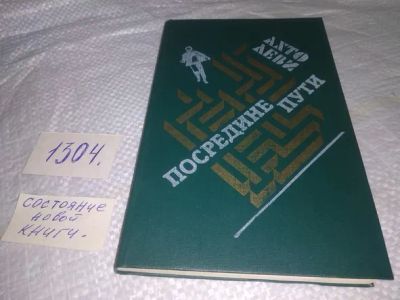 АХТО
ЛЕВИ
ПОСРЕДИНЕ
ПУТИ
1304.
СОСТОЯНИЕ
НОВОЙ
КНИГИ.